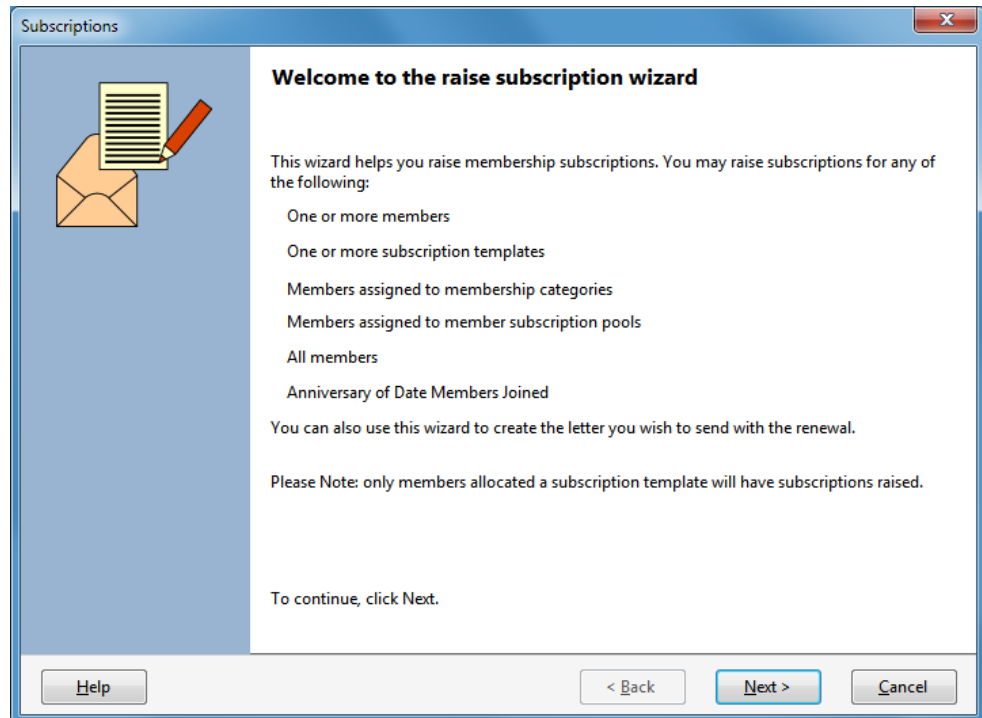 Subscriptions
Welcome to the raise subscription wizard
This wizard helps you raise membership subscriptions. You may raise subscriptions for any of
the following:
One or more members
One or more subscription templates
Members assigned to membership categories
Members assigned to member subscription pools
All members
Anniversary of Date Members Joined
You can also use this wizard to create the letter you wish to send with the renewal.
Please Note: only members allocated a subscription template will have subscriptions raised.
To continue, click Next.
Help
< Back
Next >
Cancel